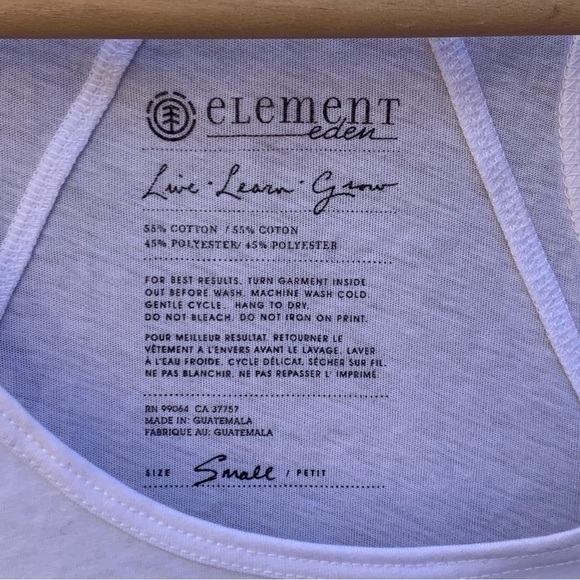 ELEMENT
eden
Live · Learn · Grow
55% COTTON / 55% COTON
45% POLYESTER/ 45% POLYESTER
FOR BEST RESULTS, TURN GARMENT INSIDE
OUT BEFORE WASH. MACHINE WASH COLD.
GENTLE CYCLE. HANG TO DRY.
DO NOT BLEACH. DO NOT IRON ON PRINT.
POUR MEILLEUR RESULTAT. RETOURNER LE
VÊTEMENT A L'ENVERS AVANT LE LAVAGE. LAVER
À L'EAU FROIDE. CYCLE DÉLICAT. SÉCHER SUR FIL.
NE PAS BLANCHIR. NE PAS REPASSER L' IMPRIMÉ.
RN 99064 CA 37757
MADE IN: GUATEMALA
FABRIQUE AU: GUATEMALA
SIZE Small / PETIT